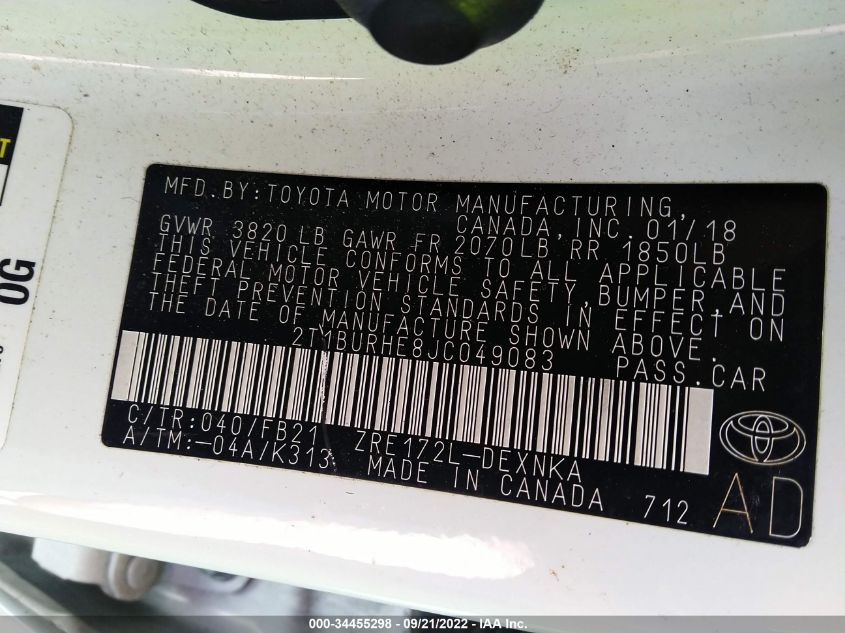 MFD. BY: TOYOTA MOTOR MANUFACTURING,
CANADA, INC. 01/18
GVWR 3820 LB GAWR FR 2070LB RR 1850LB
THIS VEHICLE CONFORMS TO ALL APPLICABLE
FEDERAL MOTOR VEHICLE SAFETY, BUMPER, AND
THEFT PREVENTION STANDARDS IN EFFECT ON
THE DATE OF MANUFACTURE SHOWN ABOVE.
2T1BURHE8JC049083 PASS. CAR
C/TR: 040/FB21 ZRE172L-DEXNKA
A/TM:-04A/K313 MADE IN CANADA 712
AD
0G
# 34455298 - 09/21/2022 - IAA Inc.